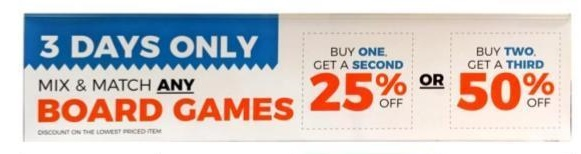 3 DAYS ONLY
MIX & MATCH ANY
BOARD GAMES
DISCOUNT ON THE LOWEST PRICED ITEM
BUY ONE,
GET A SECOND
25% OFF
OR
BUY TWO,
GET A THIRD
50% OFF